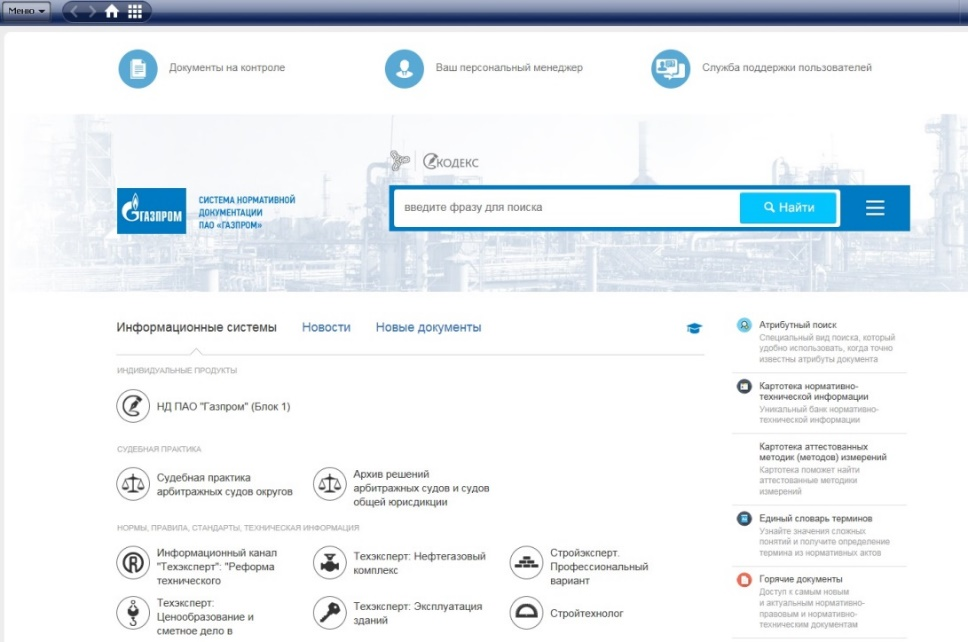 Меню
Документы на контроле
Ваш персональный менеджер
Служба поддержки пользователей
КОДЕКС
ГАЗПРОМ
СИСТЕМА НОРМАТИВНОЙ
ДОКУМЕНТАЦИИ
ПАО «ГАЗПРОМ»
введите фразу для поиска
Найти
Информационные системы
Новости
Новые документы
ИНДИВИДУАЛЬНЫЕ ПРОДУКТЫ
НД ПАО "Газпром" (Блок 1)
СУДЕБНАЯ ПРАКТИКА
Судебная практика
арбитражных судов округов
Архив решений
арбитражных судов и судов
общей юрисдикции
НОРМЫ, ПРАВИЛА, СТАНДАРТЫ, ТЕХНИЧЕСКАЯ ИНФОРМАЦИЯ
Информационный канал
"Техэксперт": "Реформа
технического
Техэксперт: Нефтегазовый
комплекс
Стройэксперт.
Профессиональный
вариант
Техэксперт:
Ценообразование и
сметное дело в
Техэксперт: Эксплуатация
зданий
Стройтехнолог
Атрибутный поиск
Специальный вид поиска, который
удобно использовать, когда точно
известны атрибуты документа
Картотека нормативно-
технической информации
Уникальный банк нормативно-
технической информации
Картотека аттестованных
методик (методов) измерений
Картотека поможет найти
аттестованные методики
измерений
Единый словарь терминов
Узнайте значения сложных
понятий и получите определение
термина из нормативных актов
Горячие документы
Доступ к самым новым
и актуальным нормативно-
правовым и нормативно-
техническим документам